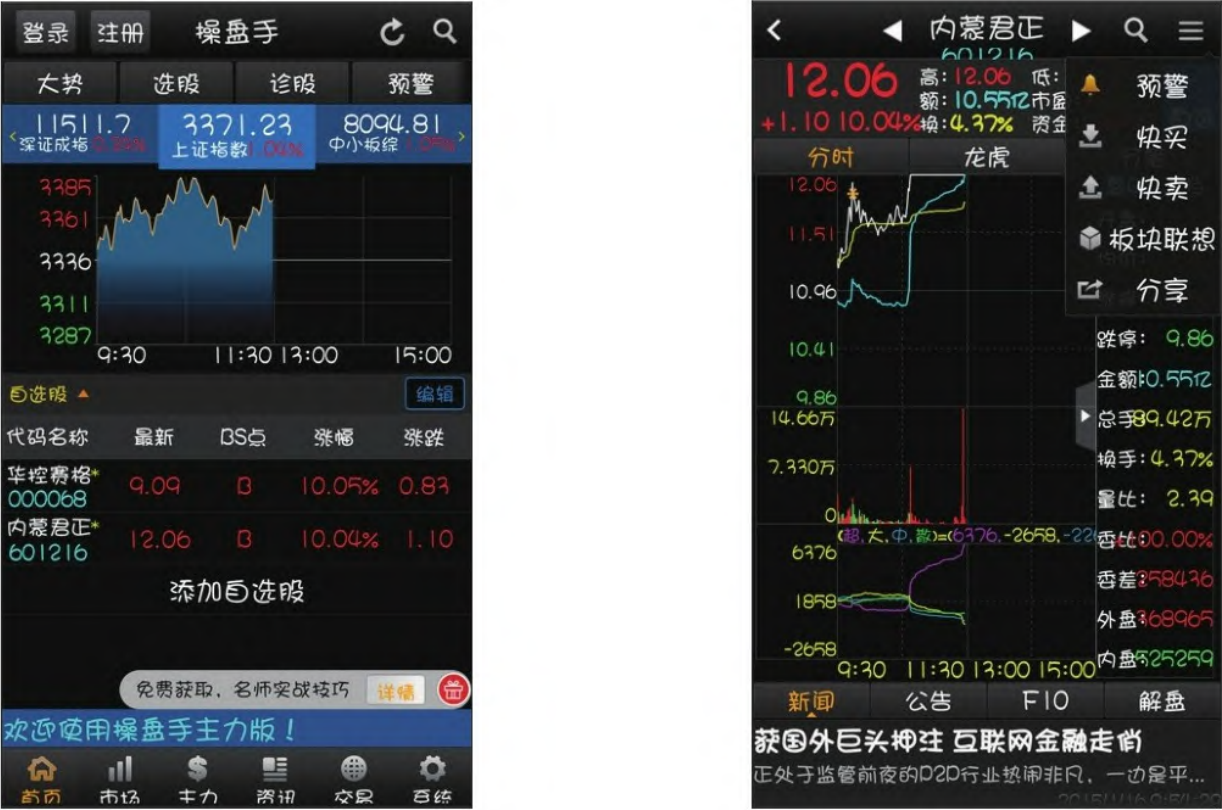 登录 注册 操盘手
大势 选股 诊股 预警
11511.7 3371.23 8094.81
深证成指 上证指数1.04% 中小板综 1.05%
3385
3361
3336
3311
3287
9:30 11:30 13:00 15:00
自选股 编辑
代码名称 最新 BS点 涨幅 涨跌
华控赛格*
000068 9.09 B 10.05% 0.83
内蒙君正*
601216 12.06 B 10.04% 1.10
添加自选股
免费获取,名师实战技巧 详情
欢迎使用操盘手主力版!
首页 市场 主力 资讯 交易 系统
内蒙君正
601216
12.06
+1.10 10.04%
高:12.06 低:
额:10.55亿 市盈
换:4.37% 资金
分时 龙虎
预警
快买
快卖
板块联想
分享
12.06
11.51
10.96
10.41
9.86
14.66万
7.330万
0
(超,大,中,散)=(6376,-2658,-226
6376
1858
-2658
9:30 11:30 13:00 15:00
跌停: 9.86
金额:10.55亿
总手:89.42万
换手:4.37%
量比: 2.39
委比:100.00%
委差:258436
外盘:368965
内盘:525259
新闻 公告 F10 解盘
获国外巨头押注 互联网金融走俏
正处于监管前夜的P2P行业热闹非凡,一边是平...